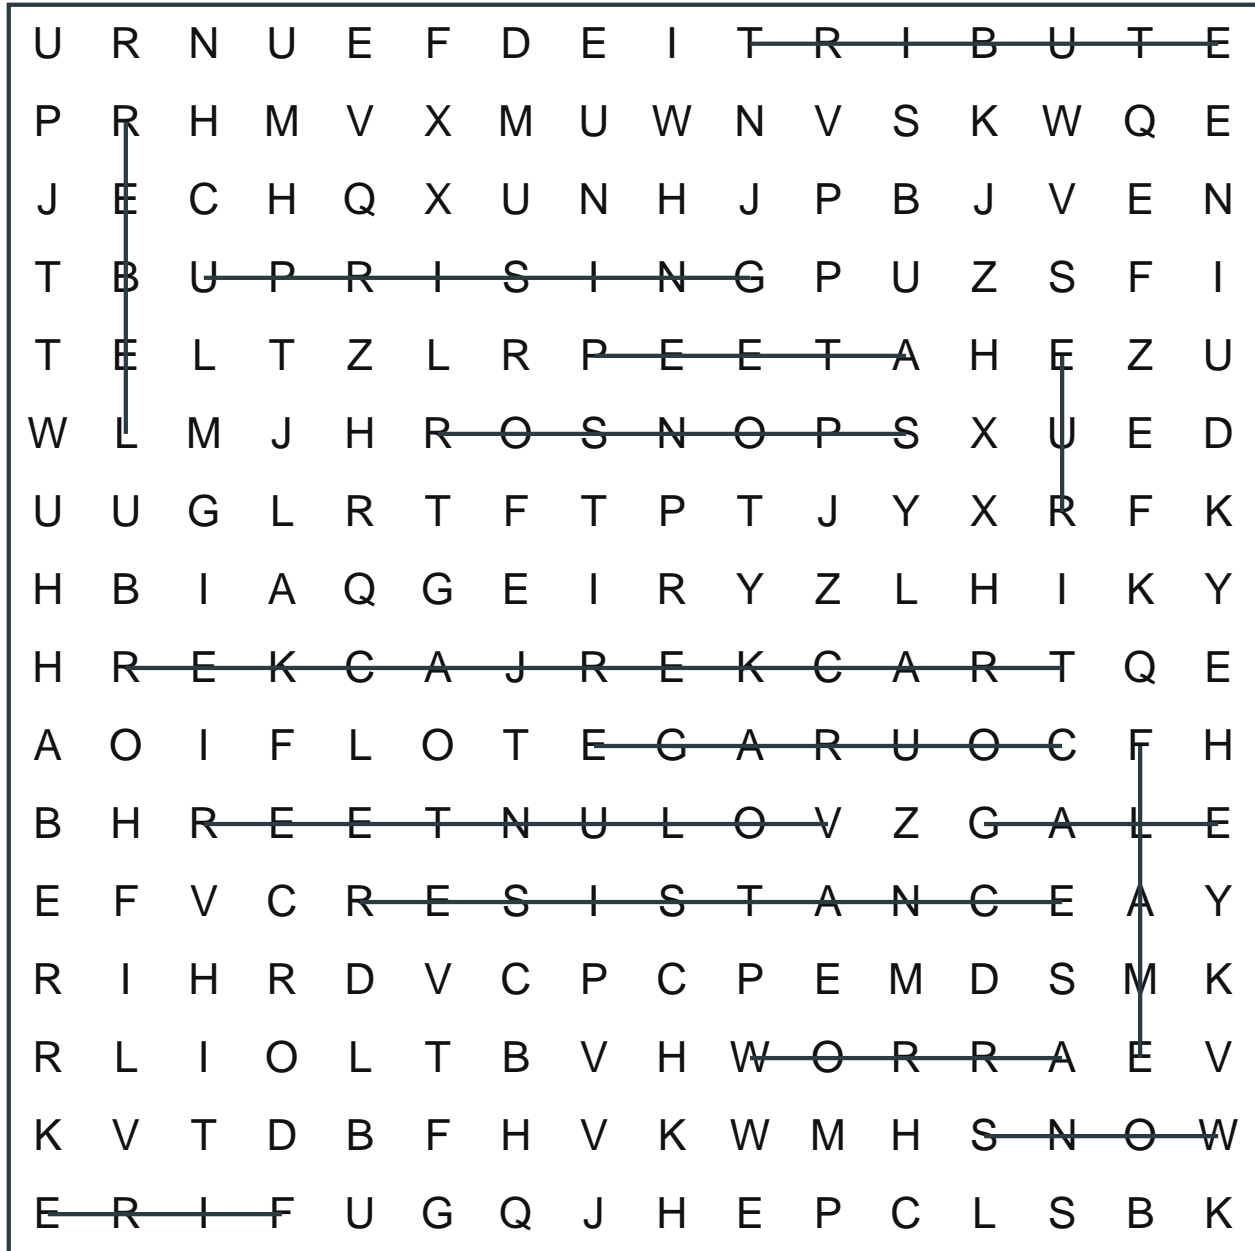 U R N U E F D E I T R I B U T E
P R H M V X M U W N V S K W Q E
J E C H Q X U N H J P B J V E N
T B U P R I S I N G P U Z S F I
T E L T Z L R P E E T A H E Z U
W L M J H R O S N O P S X U E D
U U G L R T F T P T J Y X R F K
H B I A Q G E I R Y Z L H I K Y
H R E K C A J R E K C A R T Q E
A O I F L O T E G A R U O C F H
B H R E E T N U L O V Z G A L E
E F V C R E S I S T A N C E A Y
R I H R D V C P C P E M D S M K
R L I O L T B V H W O R R A E V
K V T D B F H V K W M H S N O W
E R I F U G Q J H E P C L S B K